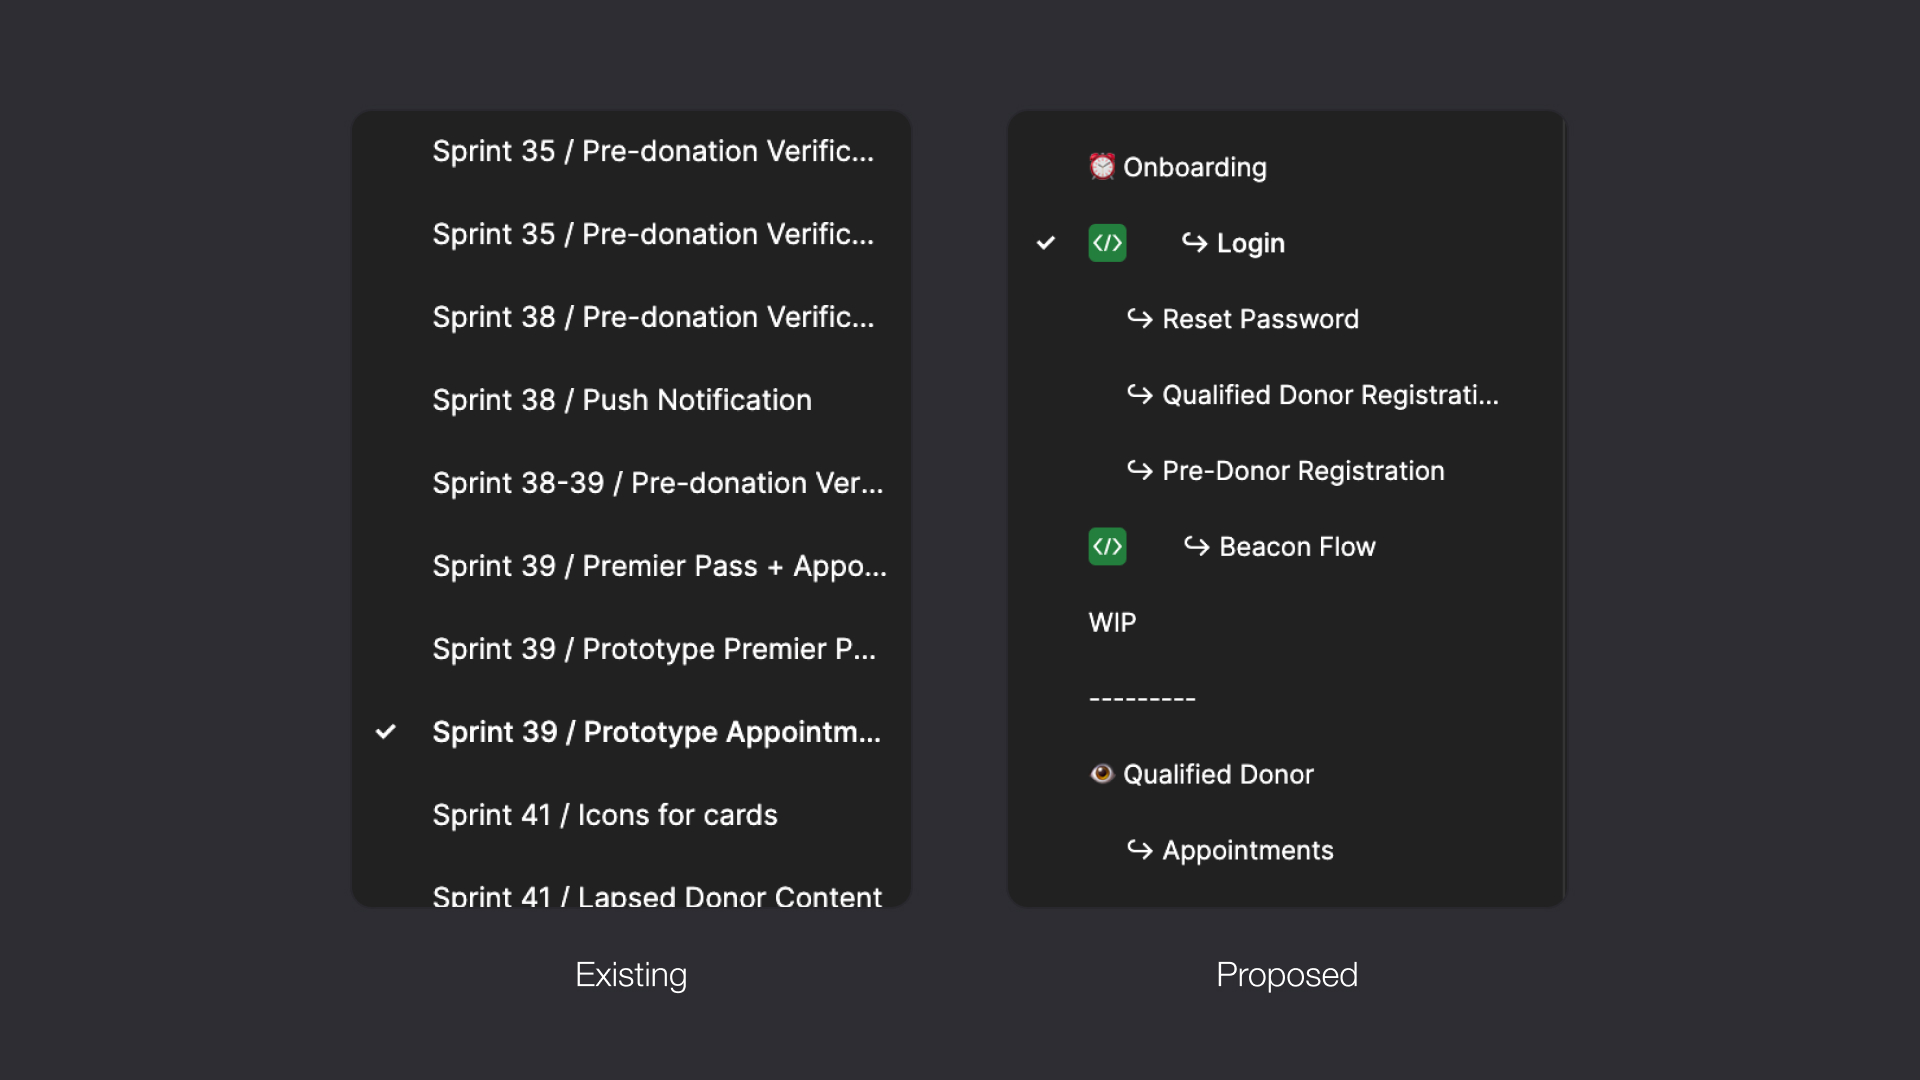 Sprint 35 / Pre-donation Verific...
Sprint 35 / Pre-donation Verific...
Sprint 38 / Pre-donation Verific...
Sprint 38 / Push Notification
Sprint 38-39 / Pre-donation Ver...
Sprint 39 / Premier Pass + Appo...
Sprint 39 / Prototype Premier P...
Sprint 39 / Prototype Appointm...
Sprint 41 / Icons for cards
Sprint 41 / Lapsed Donor Content
Existing
⏰ Onboarding
</> ↪ Login
↪ Reset Password
↪ Qualified Donor Registrati...
↪ Pre-Donor Registration
</> ↪ Beacon Flow
WIP
---------
👁 Qualified Donor
↪ Appointments
Proposed